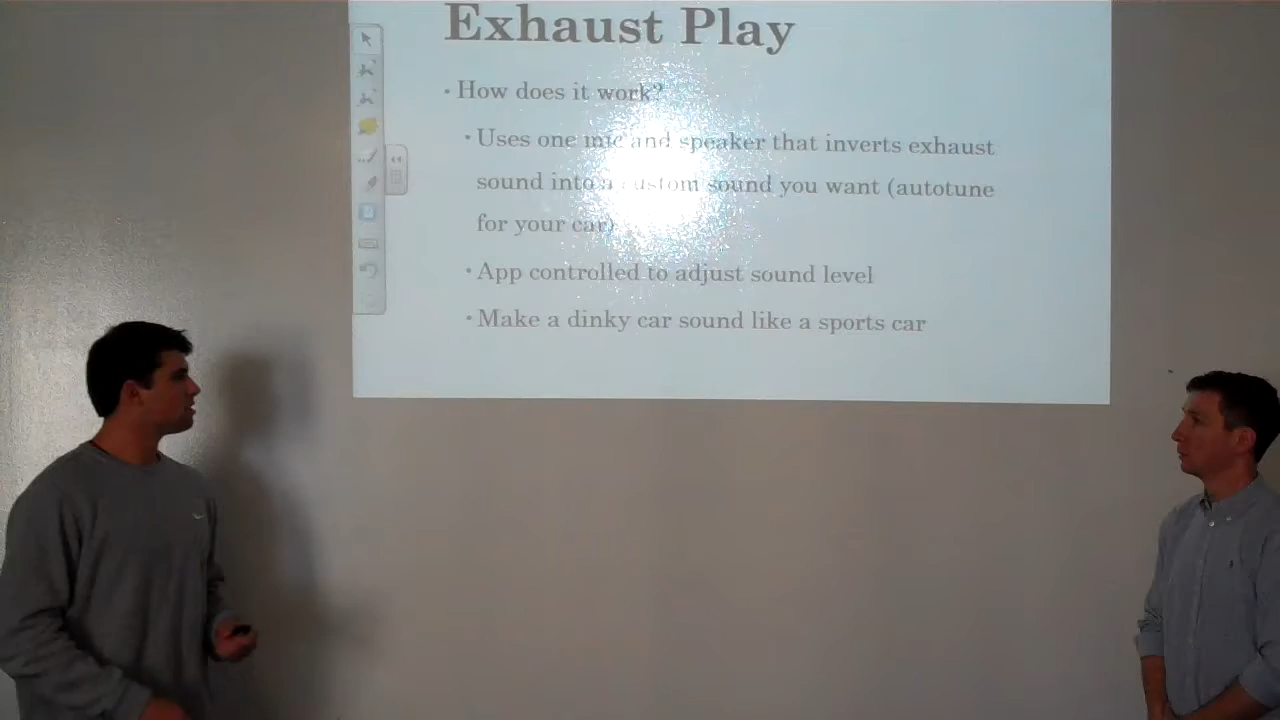 Exhaust Play
• How does it work?
• Uses one mic and speaker that inverts exhaust
sound into a custom sound you want (autotune
for your car)
• App controlled to adjust sound level
• Make a dinky car sound like a sports car